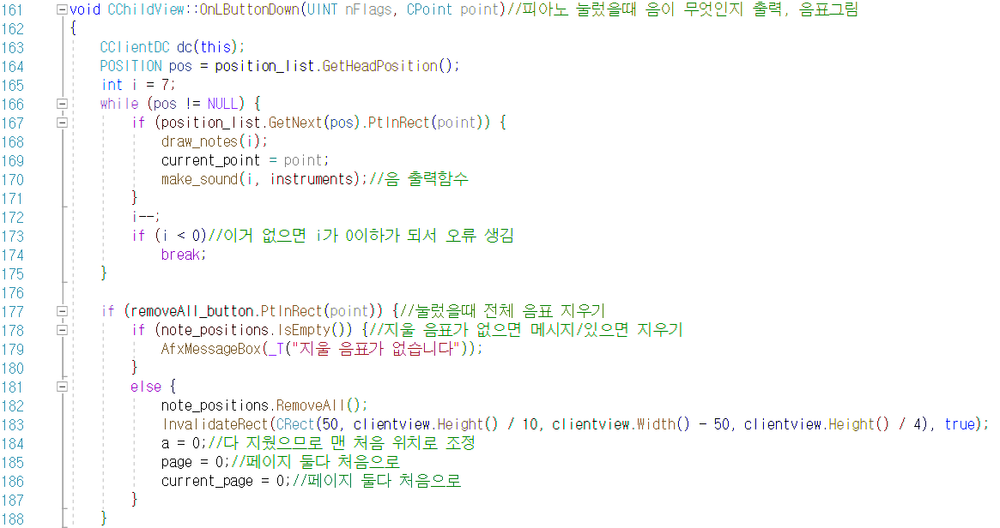 161 void CChildView::OnLButtonDown(UINT nFlags, CPoint point)//피아노 눌렀을때 음이 무엇인지 출력, 음표그림
162 {
163 CClientDC dc(this);
164 POSITION pos = position_list.GetHeadPosition();
165 int i = 7;
166 while (pos != NULL) {
167 if (position_list.GetNext(pos).PtInRect(point)) {
168 draw_notes(i);
169 current_point = point;
170 make_sound(i, instruments);//음 출력함수
171 }
172 i--;
173 if (i < 0)//이거 없으면 i가 0이하가 되서 오류 생김
174 break;
175 }
176
177 if (removeAll_button.PtInRect(point)) {//눌렀을때 전체 음표 지우기
178 if (note_positions.IsEmpty()) {//지울 음표가 없으면 메시지/있으면 지우기
179 AfxMessageBox(_T("지울 음표가 없습니다"));
180 }
181 else {
182 note_positions.RemoveAll();
183 InvalidateRect(CRect(50, clientview.Height() / 10, clientview.Width() - 50, clientview.Height() / 4), true);
184 a = 0;//다 지웠으므로 맨 처음 위치로 조정
185 page = 0;//페이지 둘다 처음으로
186 current_page = 0;//페이지 둘다 처음으로
187 }
188 }